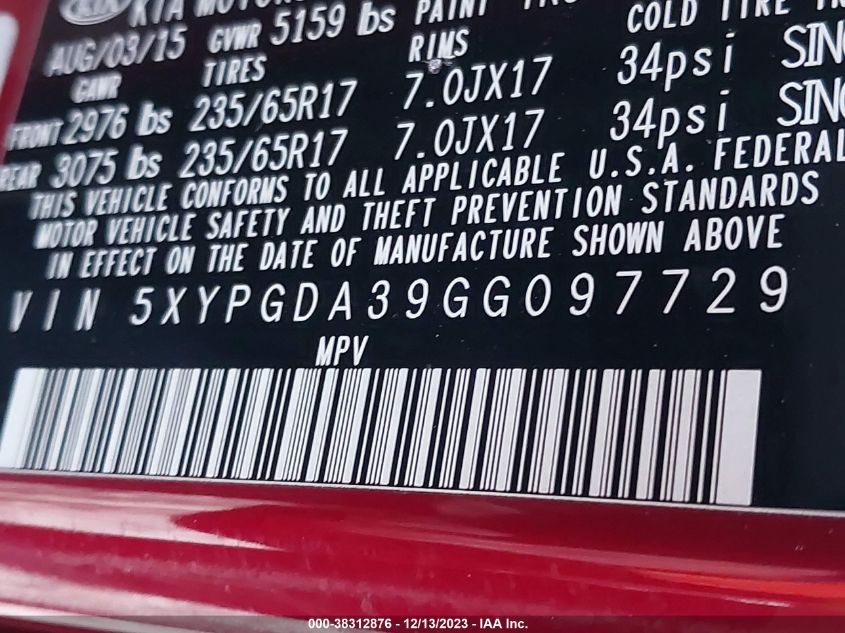 KIA MOTOR
AUG/03/15 GVWR 5159 lbs PAINT
GAWR TIRES RIMS COLD TIRE
FRONT 2976 lbs 235/65R17 7.0JX17 34psi
REAR 3075 lbs 235/65R17 7.0JX17 34psi
THIS VEHICLE CONFORMS TO ALL APPLICABLE U.S.A. FEDERAL
MOTOR VEHICLE SAFETY AND THEFT PREVENTION STANDARDS
IN EFFECT ON THE DATE OF MANUFACTURE SHOWN ABOVE
VIN 5XYPGDA39GG097729
MPV
000-38312876 - 12/13/2023 - IAA Inc.